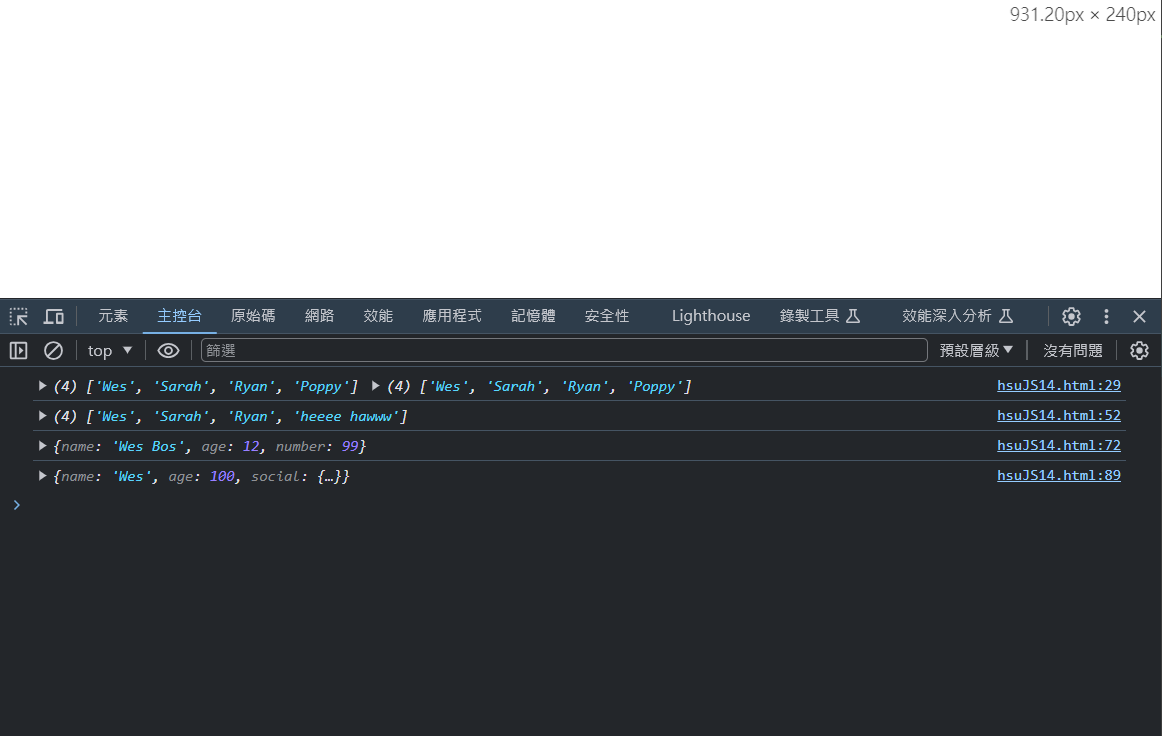 931.20px × 240px
元素 主控台 原始碼 網路 效能 應用程式 記憶體 安全性 Lighthouse 錄製工具 效能深入分析
top 篩選 預設層級 沒有問題
(4) ['Wes', 'Sarah', 'Ryan', 'Poppy'] (4) ['Wes', 'Sarah', 'Ryan', 'Poppy'] hsuJS14.html:29
(4) ['Wes', 'Sarah', 'Ryan', 'heeee hawww'] hsuJS14.html:52
{name: 'Wes Bos', age: 12, number: 99} hsuJS14.html:72
{name: 'Wes', age: 100, social: {…}} hsuJS14.html:89